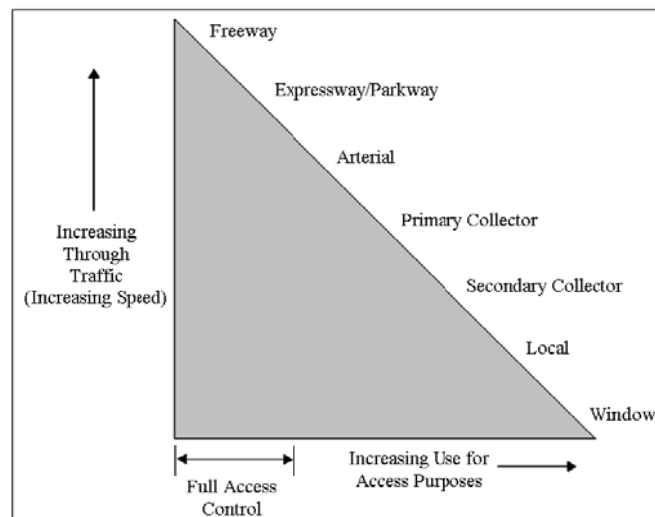 Freeway
Expressway/Parkway
Arterial
Primary Collector
Secondary Collector
Local
Window
Increasing
Through
Traffic
(Increasing Speed)
Full Access
Control
Increasing Use for
Access Purposes